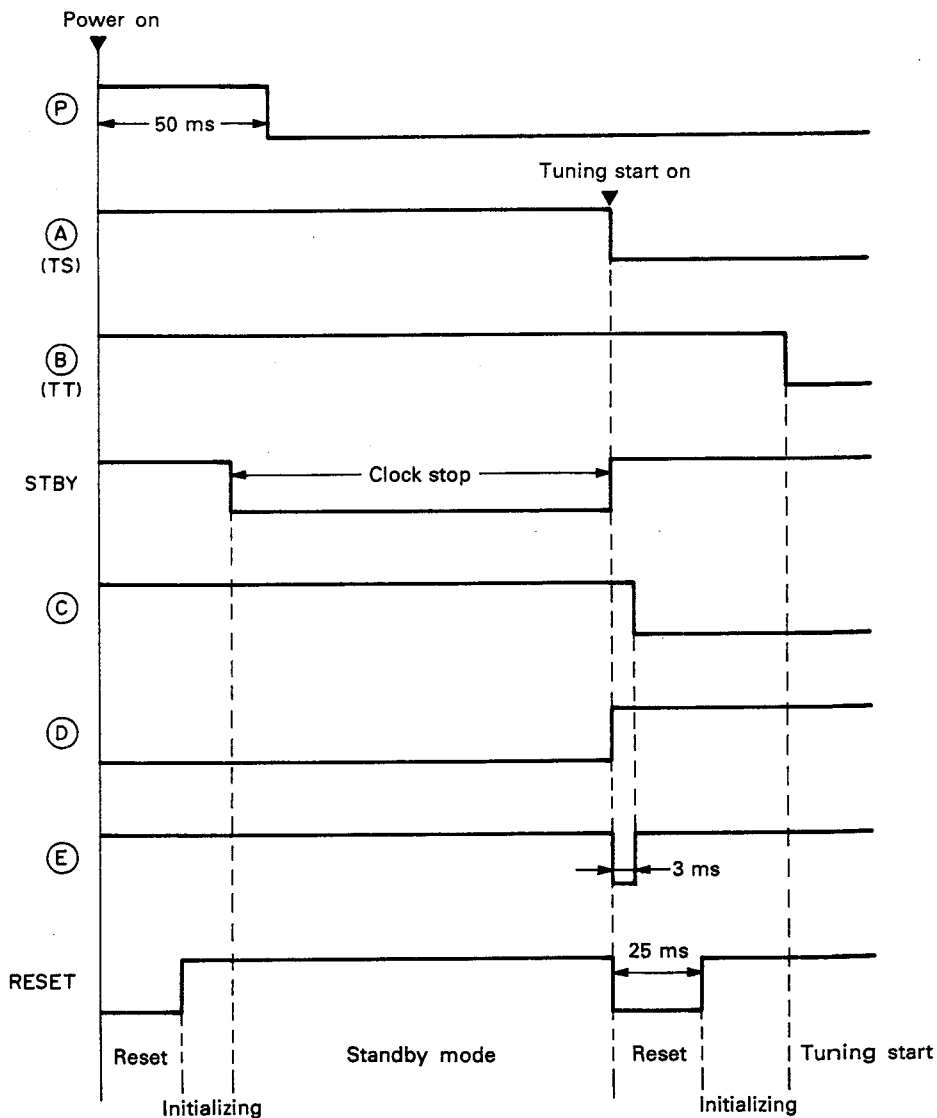 Power on
P
50 ms
Tuning start on
A
(TS)
B
(TT)
STBY
Clock stop
C
D
E
3 ms
RESET
25 ms
Reset
Standby mode
Reset
Tuning start
Initializing
Initializing